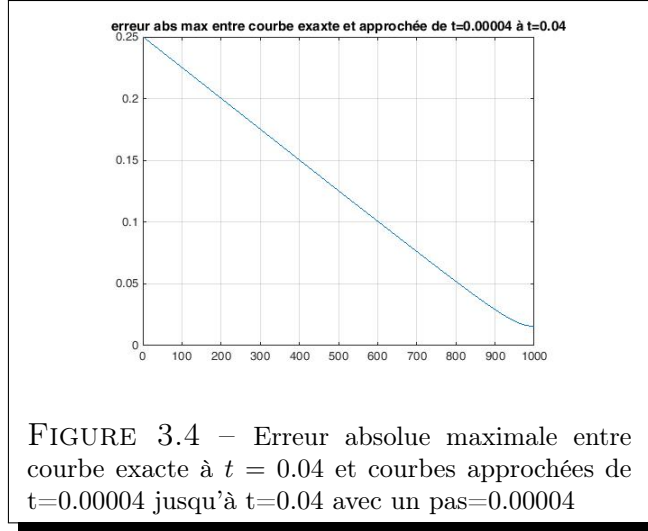 erreur abs max entre courbe exaxte et approchée de t=0.00004 à t=0.04
0.25
0.2
0.15
0.1
0.05
0
0 100 200 300 400 500 600 700 800 900 1000
FIGURE 3.4 – Erreur absolue maximale entre
courbe exacte à t = 0.04 et courbes approchées de
t=0.00004 jusqu'à t=0.04 avec un pas=0.00004